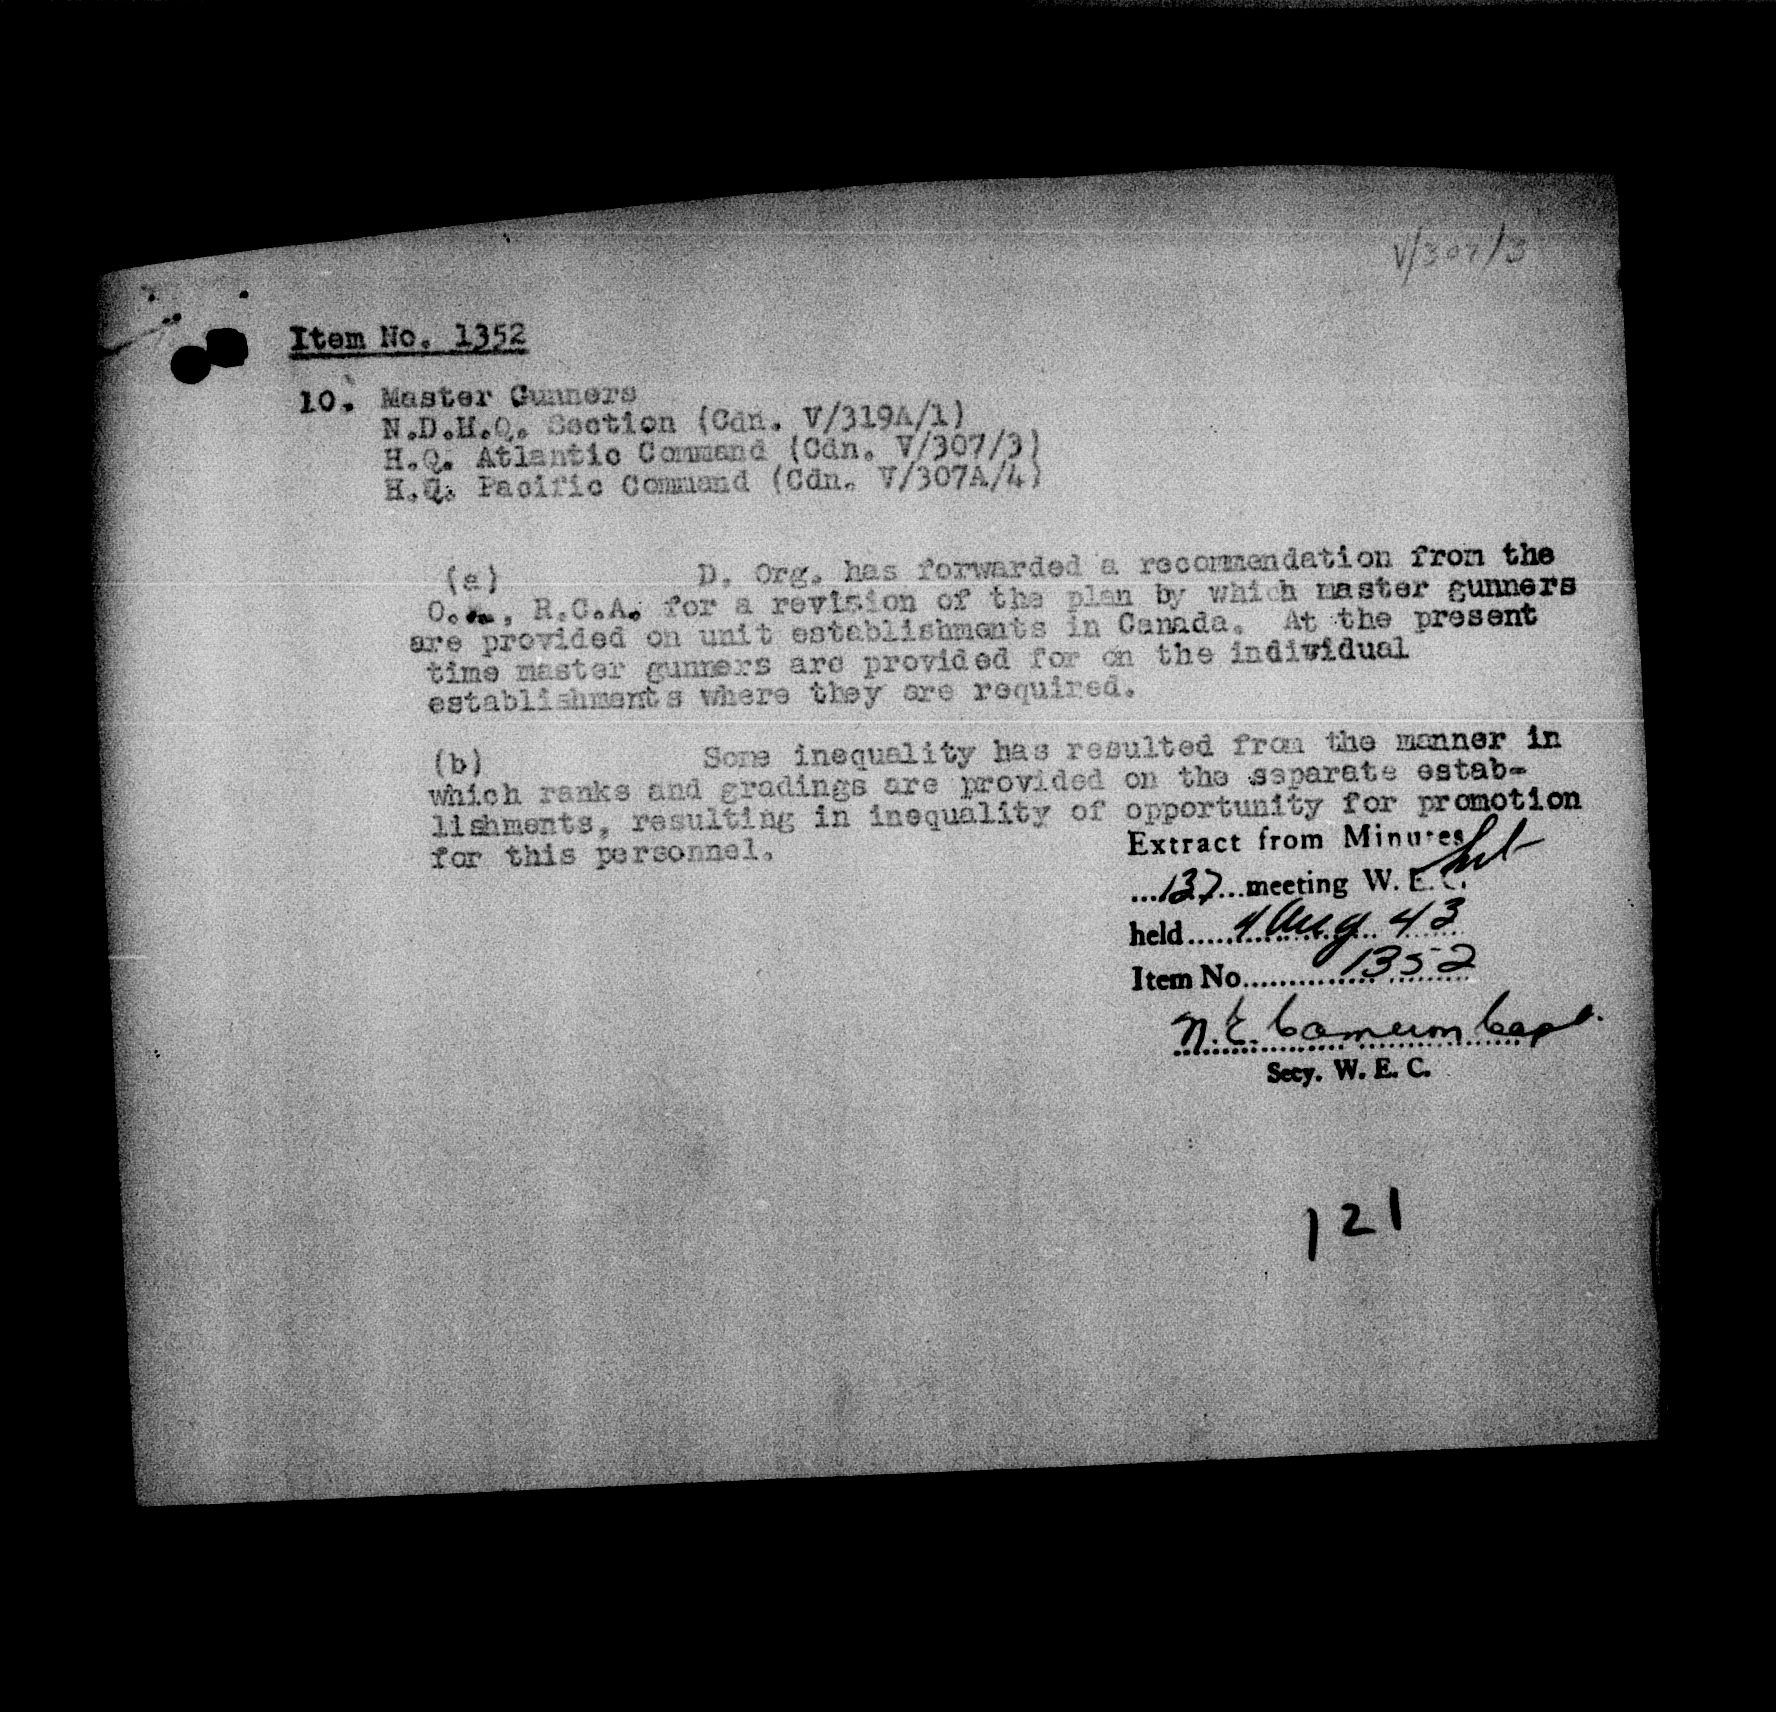 V/307/3
Item No. 1352
10. Master Gunners
N.D.H.Q. Section (Cdn. V/319A/1)
H.Q. Atlantic Command (Cdn. V/307/3)
H.Q. Pacific Command (Cdn. V/307A/4)
(a) D. Org. has forwarded a recommendation from the
O. , R.C.A. for a revision of the plan by which master gunners
are provided on unit establishments in Canada. At the present
time master gunners are provided for on the individual
establishments where they are required.
(b) Some inequality has resulted from the manner in
which ranks and gradings are provided on the separate estab-
lishments, resulting in inequality of opportunity for promotion
for this personnel.
Extract from Minutes
...137...meeting W. E. C.
held.....4 Aug 43
Item No.............1352
N.E. Cameron Capt.
Secy. W. E. C.
121